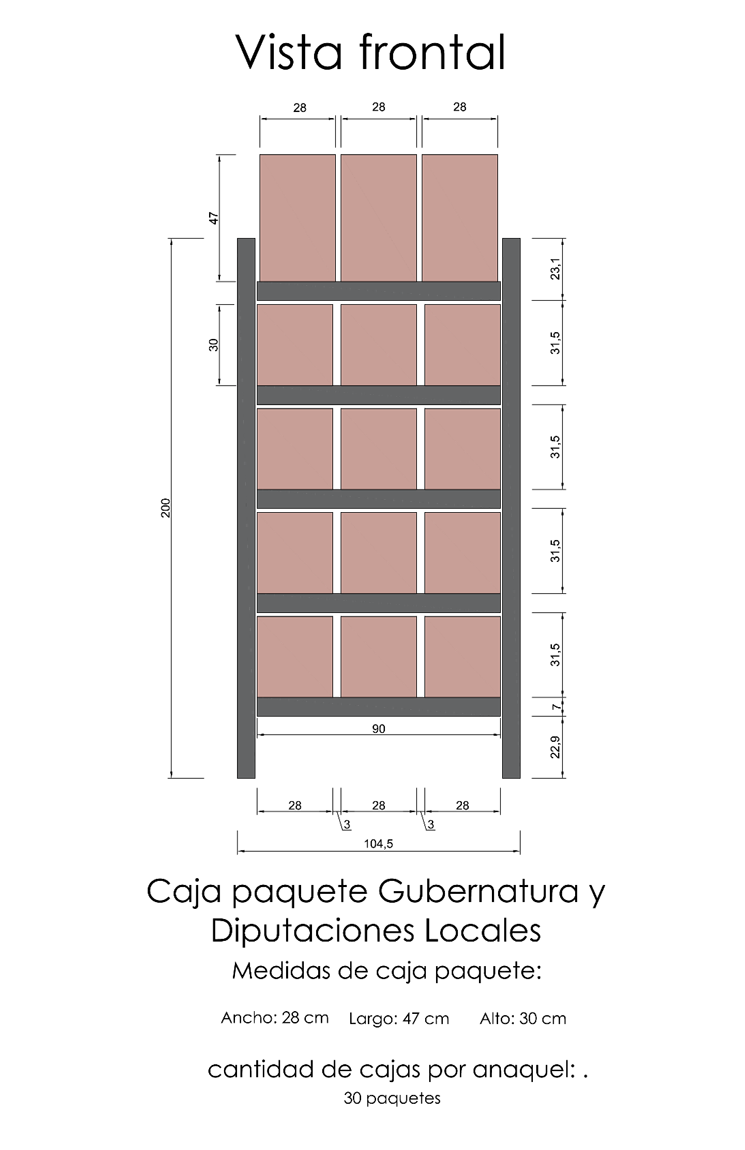 Vista frontal
28 28 28
47
23,1
31,5
30
31,5
200
31,5
31,5
7
90
22,9
28 28 28
3 3
104,5
Caja paquete Gubernatura y
Diputaciones Locales
Medidas de caja paquete:
Ancho: 28 cm Largo: 47 cm Alto: 30 cm
cantidad de cajas por anaquel: .
30 paquetes